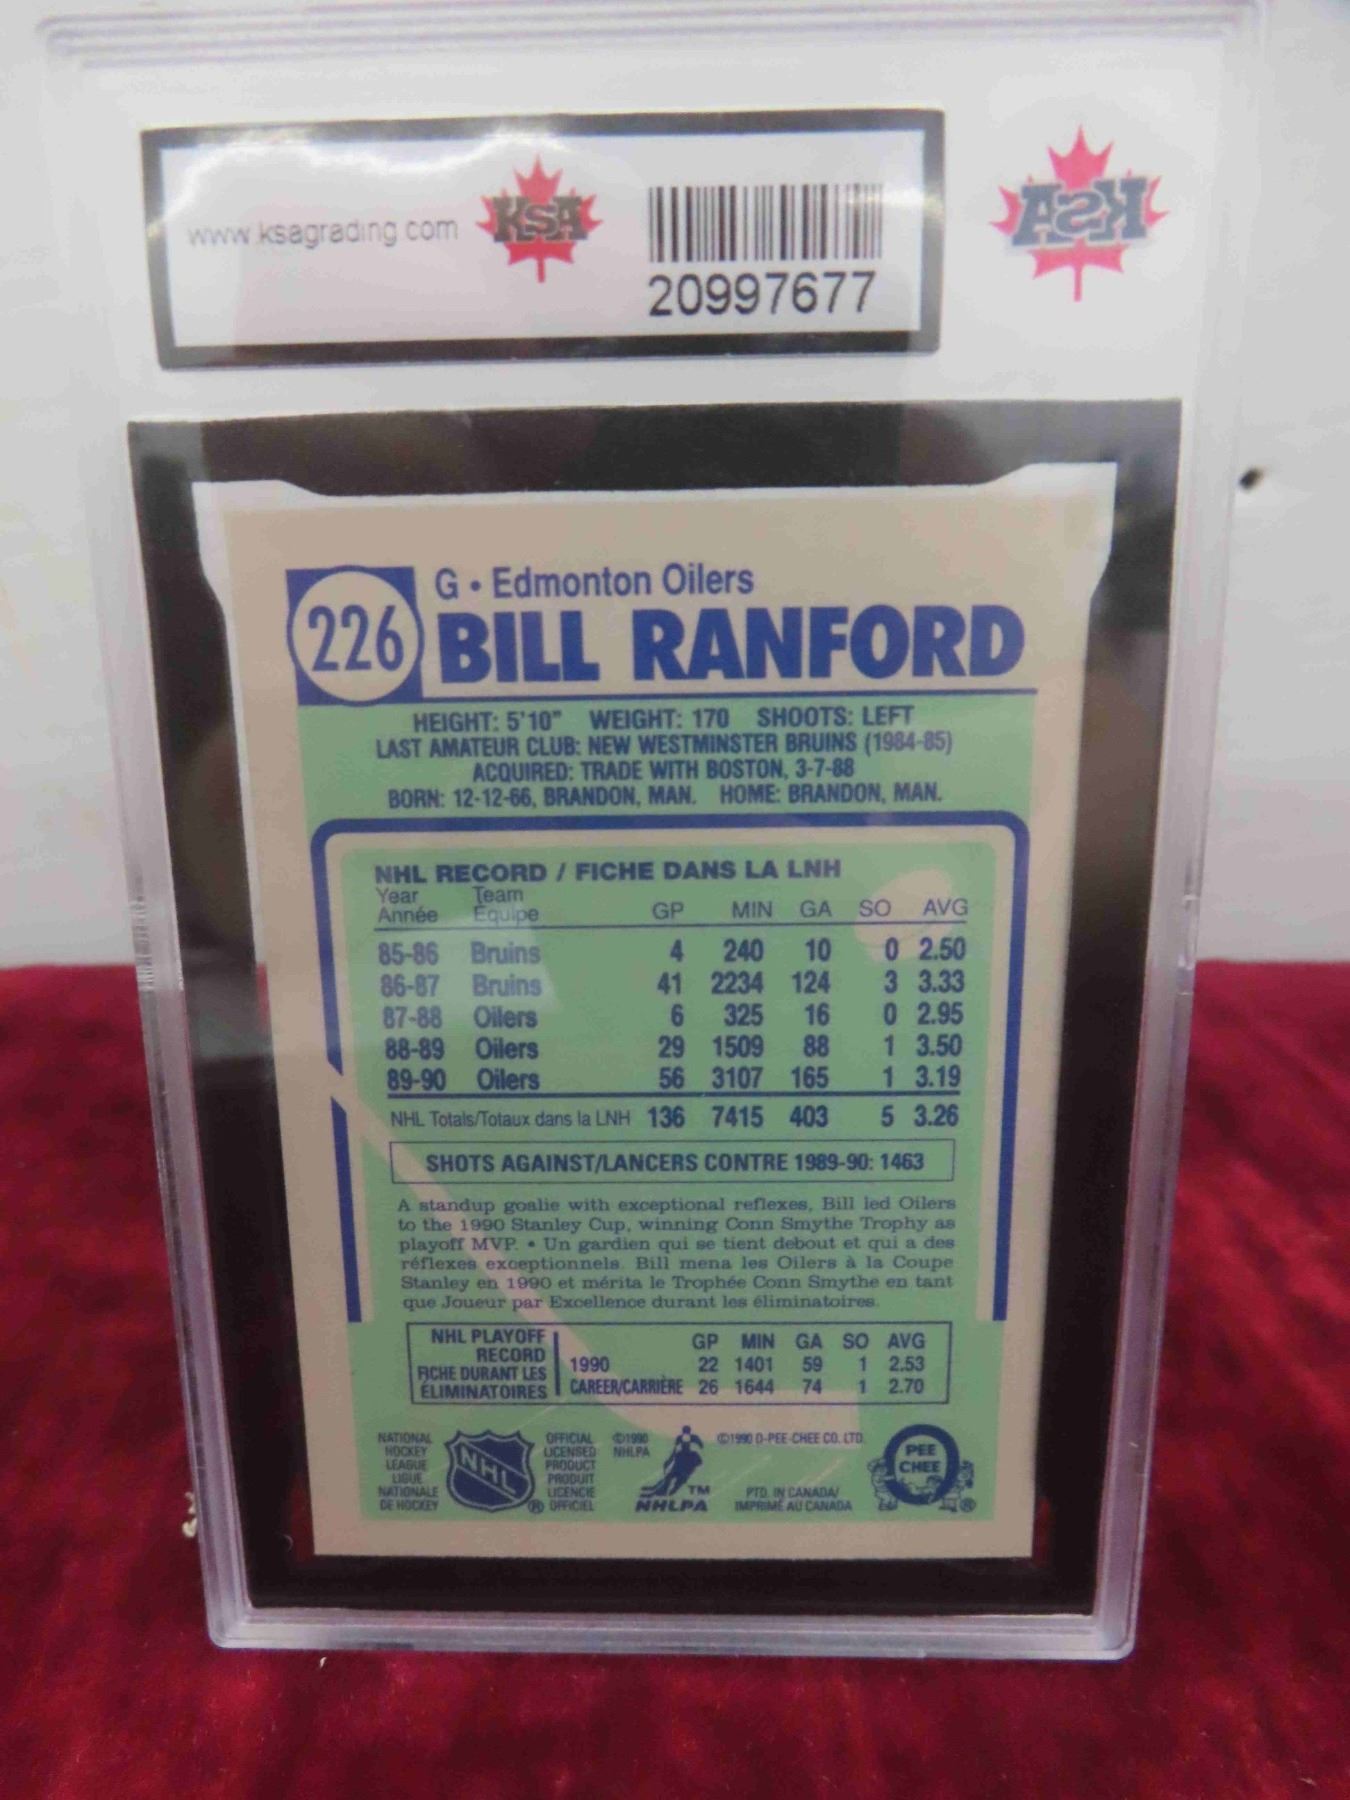 www.ksagrading.com
KSA
20997677
KSA
226
G • Edmonton Oilers
BILL RANFORD
HEIGHT: 5'10" WEIGHT: 170 SHOOTS: LEFT
LAST AMATEUR CLUB: NEW WESTMINSTER BRUINS (1984-85)
ACQUIRED: TRADE WITH BOSTON, 3-7-88
BORN: 12-12-66, BRANDON, MAN. HOME: BRANDON, MAN.
NHL RECORD / FICHE DANS LA LNH
Year Team
Année Équipe GP MIN GA SO AVG
85-86 Bruins 4 240 10 0 2.50
86-87 Bruins 41 2234 124 3 3.33
87-88 Oilers 6 325 16 0 2.95
88-89 Oilers 29 1509 88 1 3.50
89-90 Oilers 56 3107 165 1 3.19
NHL Totals/Totaux dans la LNH 136 7415 403 5 3.26
SHOTS AGAINST/LANCERS CONTRE 1989-90: 1463
A standup goalie with exceptional reflexes, Bill led Oilers
to the 1990 Stanley Cup, winning Conn Smythe Trophy as
playoff MVP. • Un gardien qui se tient debout et qui a des
réflexes exceptionnels. Bill mena les Oilers à la Coupe
Stanley en 1990 et mérita le Trophée Conn Smythe en tant
que Joueur par Excellence durant les éliminatoires.
NHL PLAYOFF
RECORD
FICHE DURANT LES
ÉLIMINATOIRES
GP MIN GA SO AVG
1990 22 1401 59 1 2.53
CAREER/CARRIÈRE 26 1644 74 1 2.70
NATIONAL
HOCKEY
LEAGUE
LIGUE
NATIONALE
DE HOCKEY
NHL
®
OFFICIAL
LICENSED
PRODUCT
PRODUIT
LICENCIE
OFFICIEL
©1990
NHLPA
TM
NHLPA
©1990 O-PEE-CHEE CO. LTD.
PTD. IN CANADA/
IMPRIMÉ AU CANADA
PEE
CHEE
®